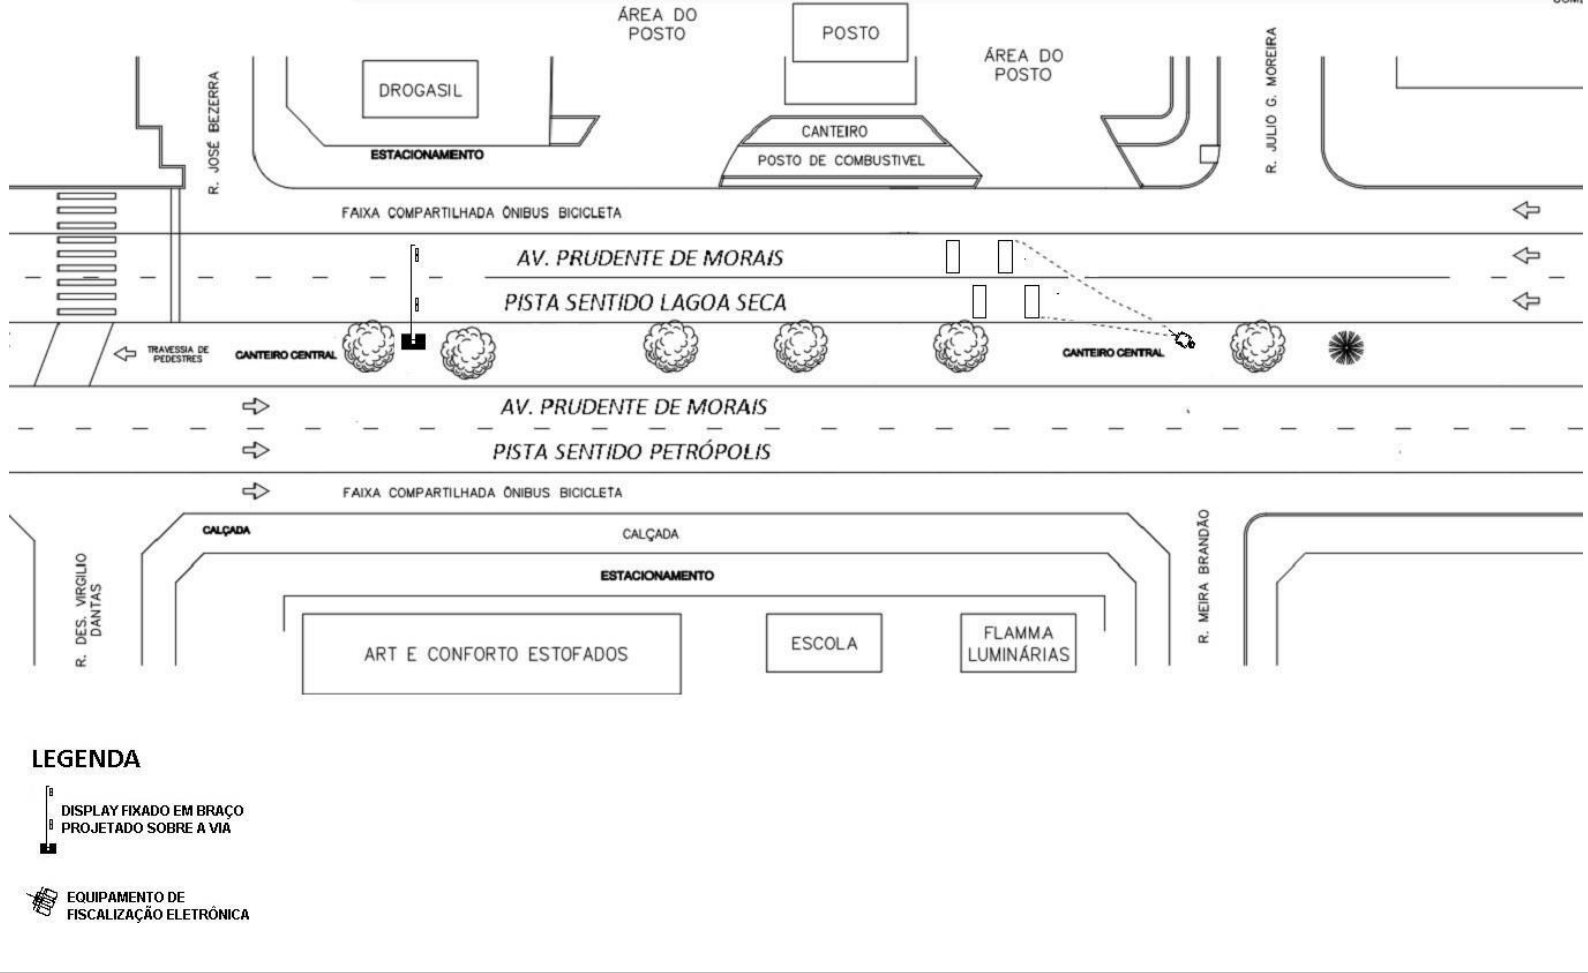 ÁREA DO
POSTO
POSTO
ÁREA DO
POSTO
DROGASIL
R. JOSÉ BEZERRA
R. JULIO G. MOREIRA
CANTEIRO
ESTACIONAMENTO
POSTO DE COMBUSTIVEL
FAIXA COMPARTILHADA ÔNIBUS BICICLETA
AV. PRUDENTE DE MORAIS
PISTA SENTIDO LAGOA SECA
TRAVESSIA DE
PEDESTRES
CANTEIRO CENTRAL
CANTEIRO CENTRAL
AV. PRUDENTE DE MORAIS
PISTA SENTIDO PETRÓPOLIS
FAIXA COMPARTILHADA ÔNIBUS BICICLETA
CALÇADA
CALÇADA
R. DES. VIRGILIO
DANTAS
R. MEIRA BRANDÃO
ESTACIONAMENTO
ART E CONFORTO ESTOFADOS
ESCOLA
FLAMMA
LUMINÁRIAS
LEGENDA
DISPLAY FIXADO EM BRAÇO
PROJETADO SOBRE A VIA
EQUIPAMENTO DE
FISCALIZAÇÃO ELETRÔNICA